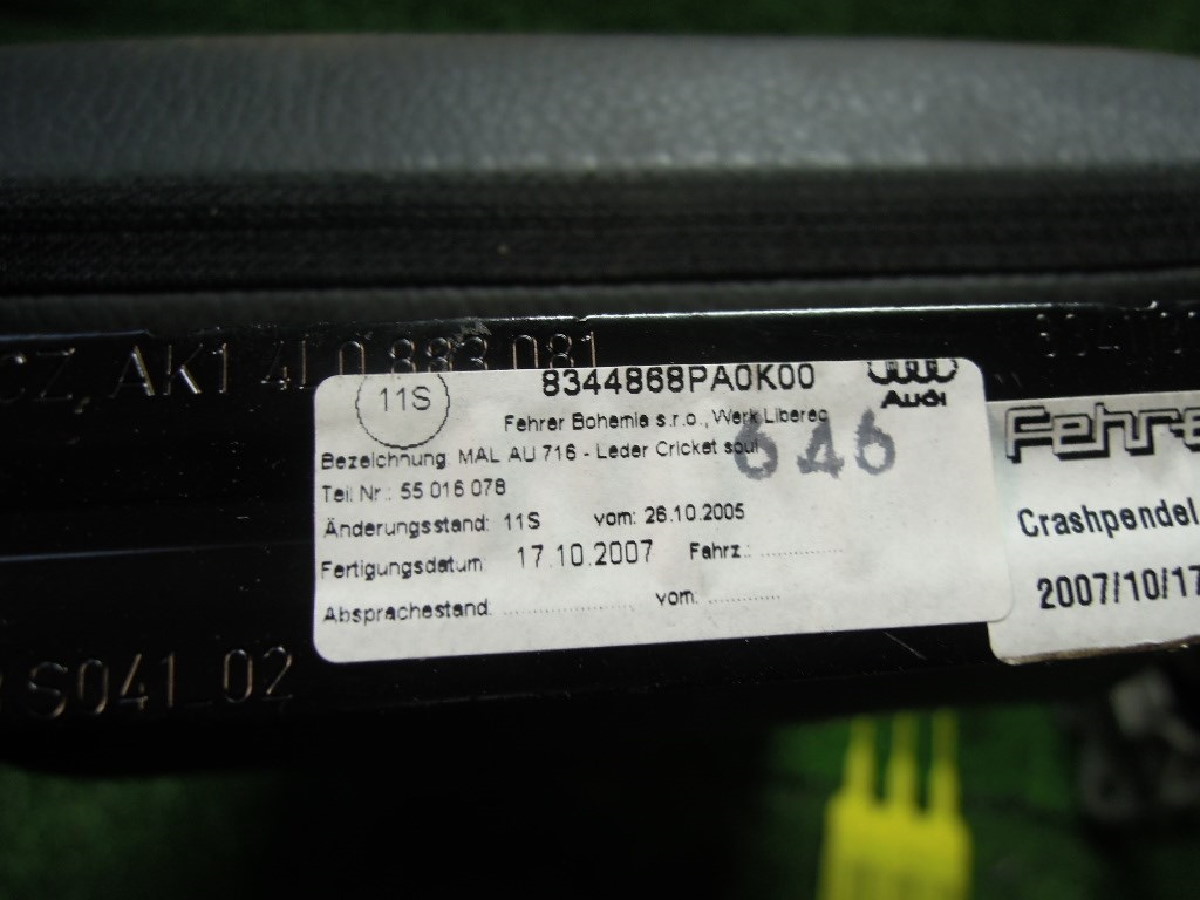 CZ, AK1 4L0 883 081
11S
8344868PA0K00
Audi
Fehrer Bohemia s.r.o., Werk Liberec
646
Bezeichnung: MAL AU 716 - Leder Cricket soul
Teil Nr.: 55 016 078
Änderungsstand: 11S vom: 26.10.2005
Fertigungsdatum: 17.10.2007 Fahrz.: ..............
Absprachestand: ...................... vom: ............
Fehre
Crashpendel
2007/10/17
S041_02